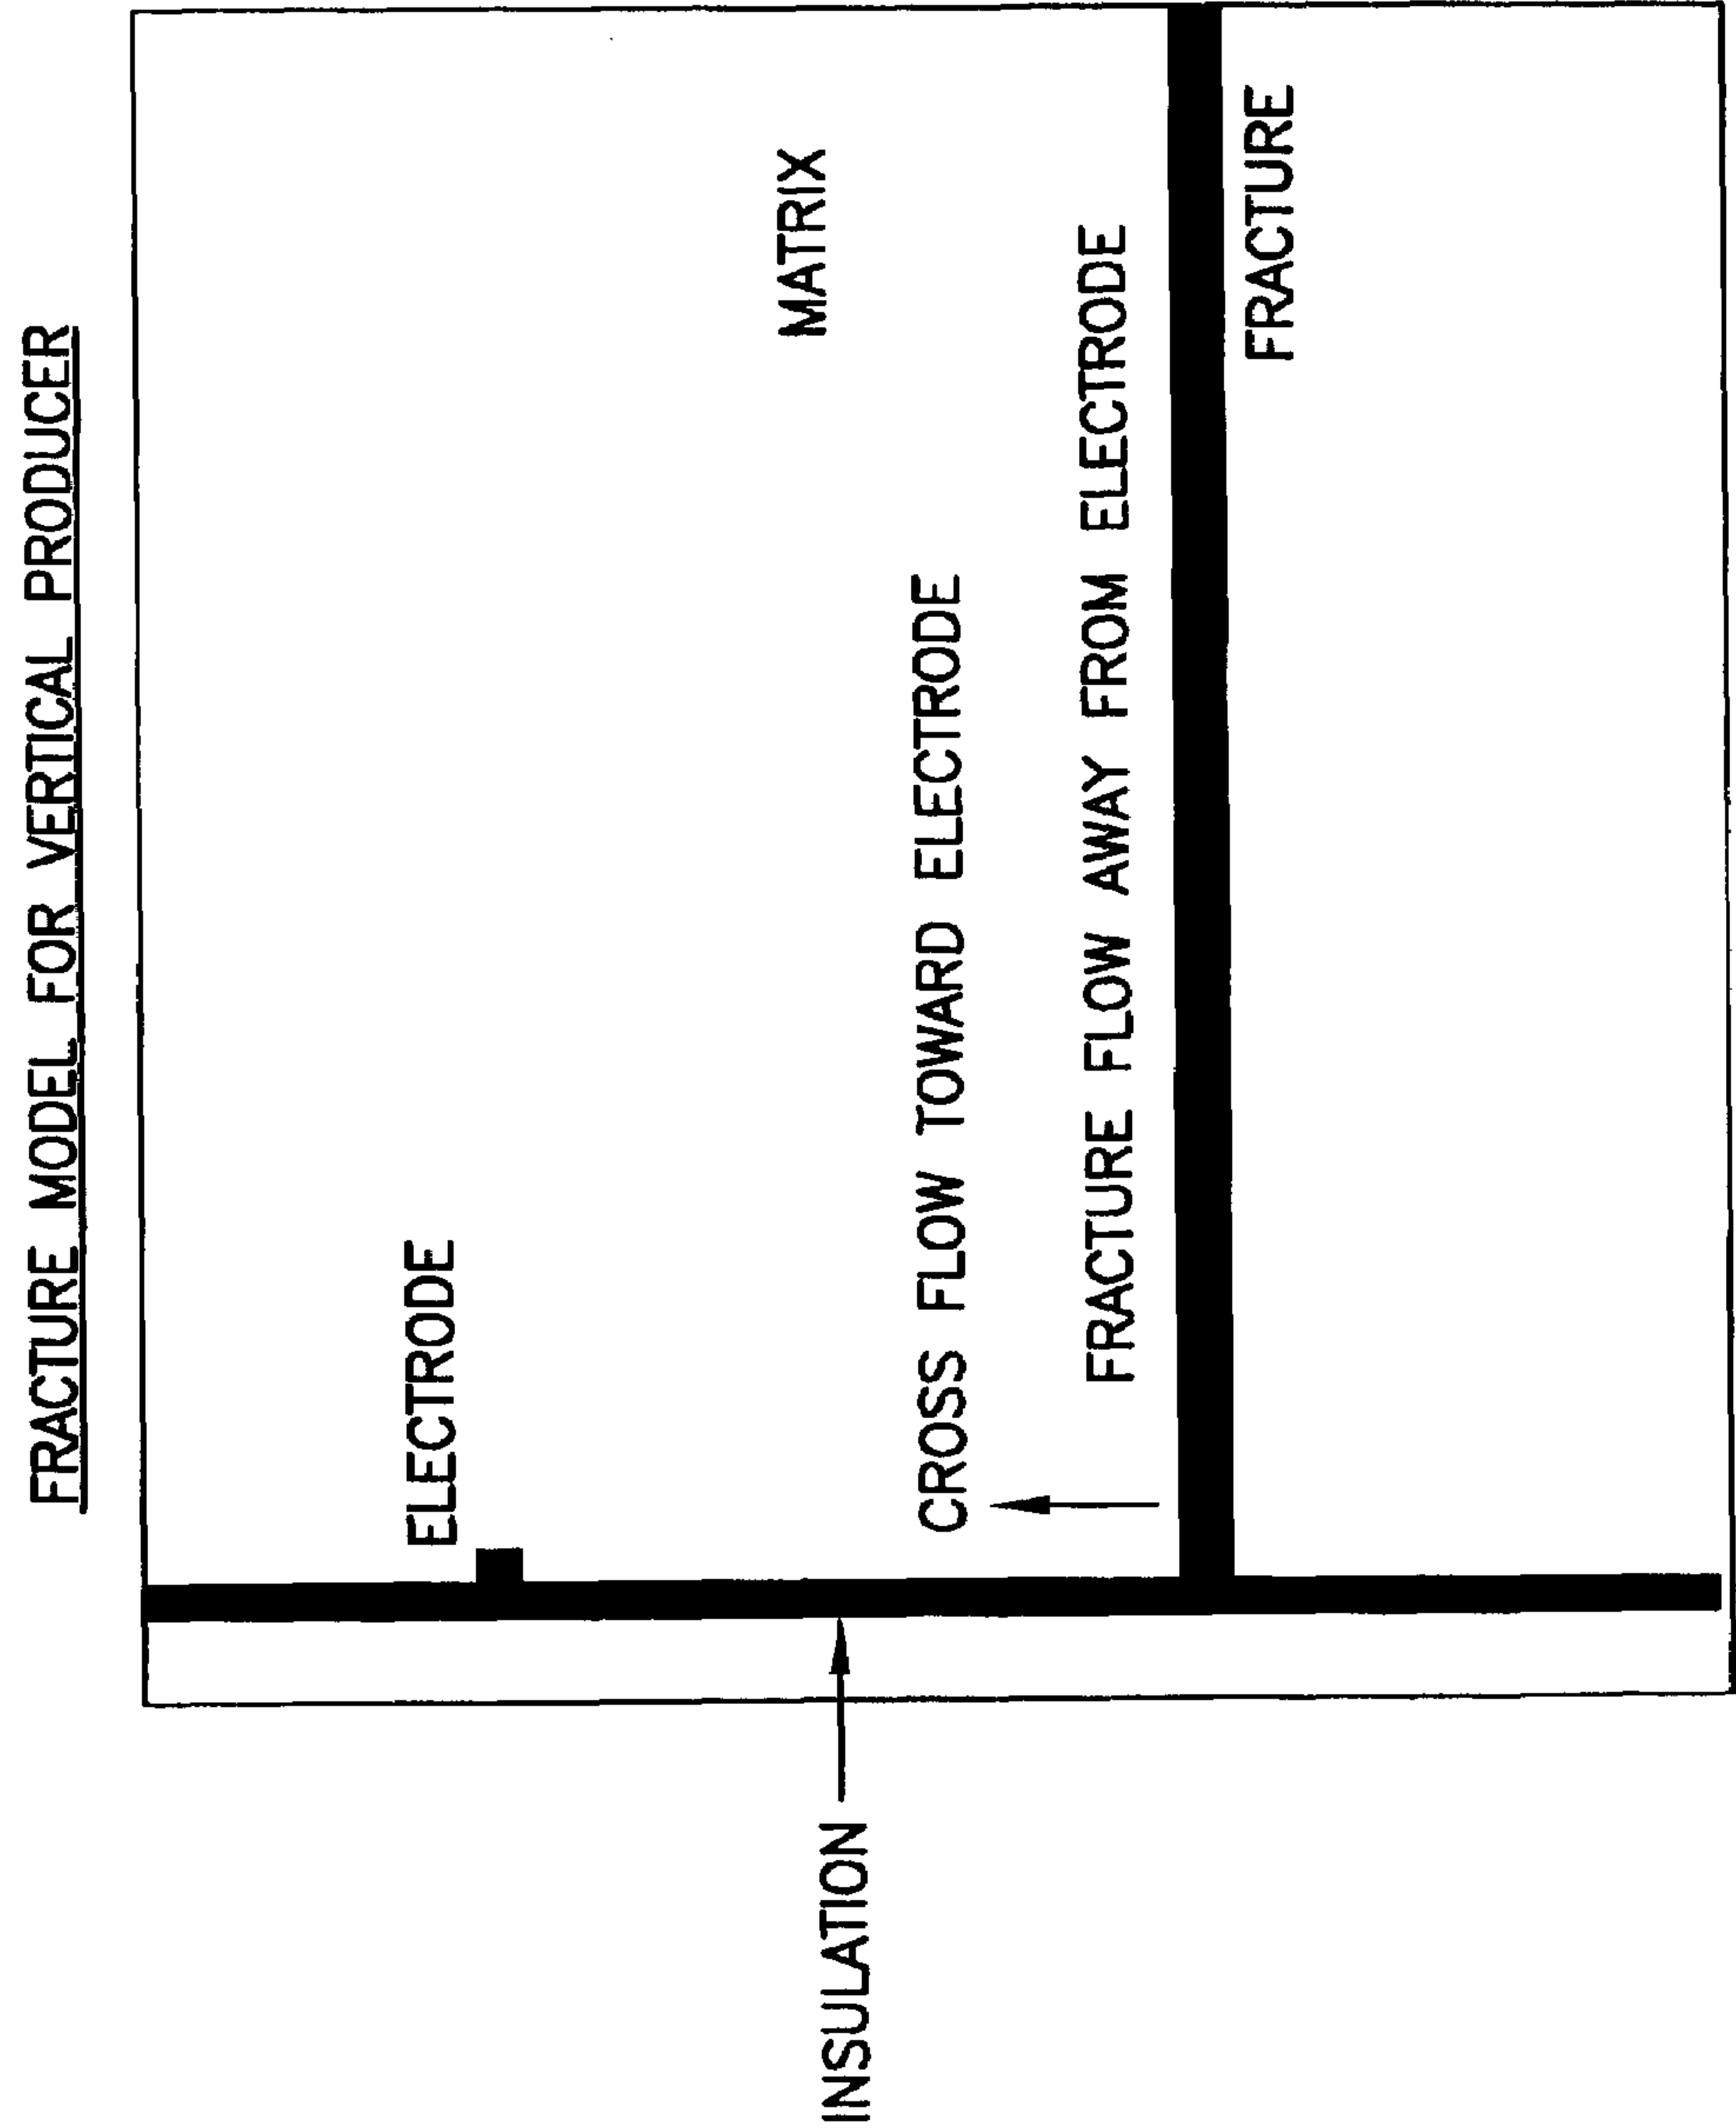 FRACTURE MODEL FOR VERTICAL PRODUCER
ELECTRODE
INSULATION
MATRIX
CROSS FLOW TOWARD ELECTRODE
FRACTURE FLOW AWAY FROM ELECTRODE
FRACTURE